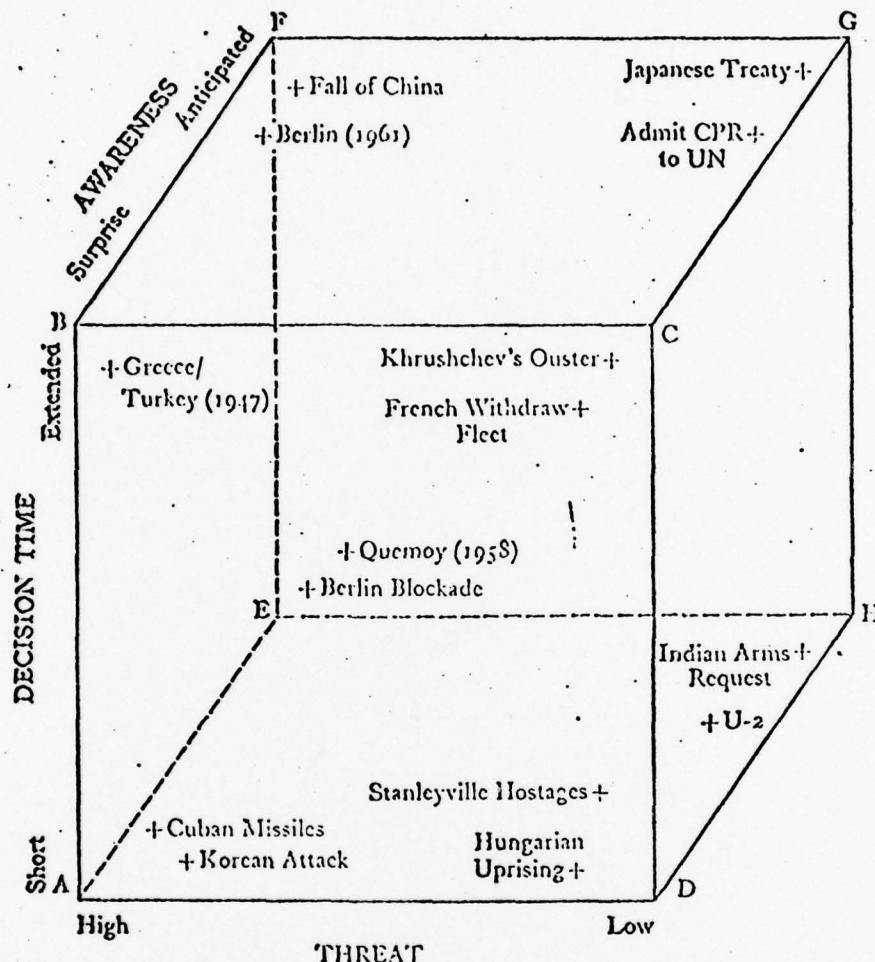 F
G
AWARENESS
Anticipated
Surprise
+Fall of China
+Berlin (1961)
Japanese Treaty+
Admit CPR+
to UN
B
C
DECISION TIME
Extended
Short
+Greece/
Turkey (1947)
Khrushchev's Ouster+
French Withdraw+
Fleet
+Quemoy (1958)
+Berlin Blockade
E
H
Indian Arms+
Request
+U-2
Stanleyville Hostages+
+Cuban Missiles
+Korean Attack
Hungarian
Uprising+
A
D
High
Low
THREAT